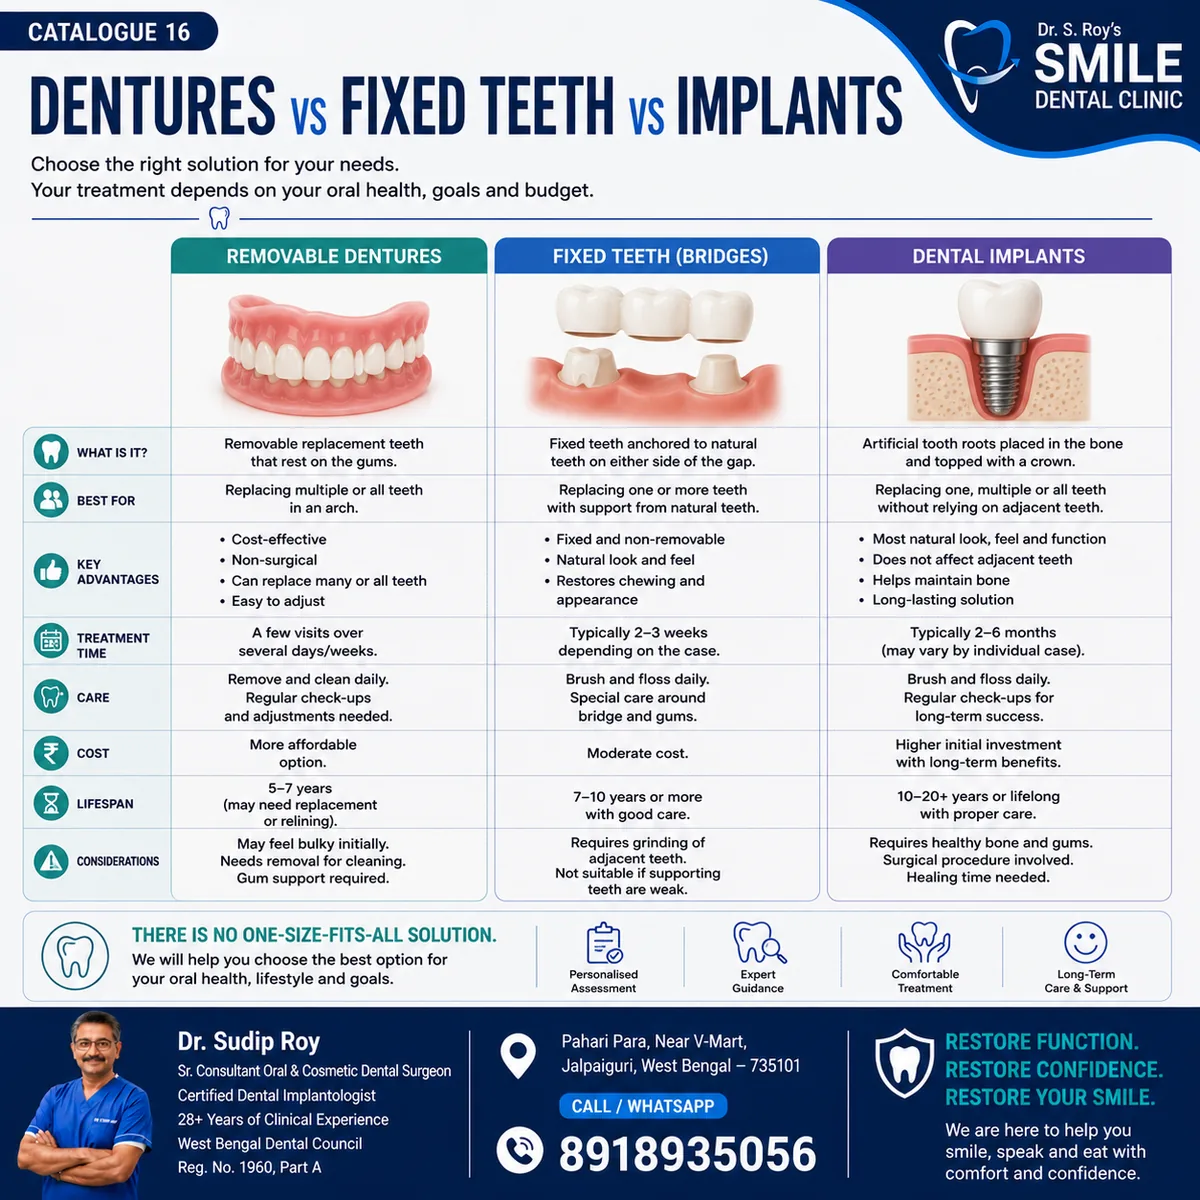 CATALOGUE 16
Dr. S. Roy's
SMILE
DENTAL CLINIC
DENTURES VS FIXED TEETH VS IMPLANTS
Choose the right solution for your needs.
Your treatment depends on your oral health, goals and budget.
REMOVABLE DENTURES
FIXED TEETH (BRIDGES)
DENTAL IMPLANTS
WHAT IS IT?
Removable replacement teeth
that rest on the gums.
Fixed teeth anchored to natural
teeth on either side of the gap.
Artificial tooth roots placed in the bone
and topped with a crown.
BEST FOR
Replacing multiple or all teeth
in an arch.
Replacing one or more teeth
with support from natural teeth.
Replacing one, multiple or all teeth
without relying on adjacent teeth.
KEY
ADVANTAGES
• Cost-effective
• Non-surgical
• Can replace many or all teeth
• Easy to adjust
• Fixed and non-removable
• Natural look and feel
• Restores chewing and
appearance
• Most natural look, feel and function
• Does not affect adjacent teeth
• Helps maintain bone
• Long-lasting solution
TREATMENT
TIME
A few visits over
several days/weeks.
Typically 2–3 weeks
depending on the case.
Typically 2–6 months
(may vary by individual case).
CARE
Remove and clean daily.
Regular check-ups
and adjustments needed.
Brush and floss daily.
Special care around
bridge and gums.
Brush and floss daily.
Regular check-ups for
long-term success.
₹
COST
More affordable
option.
Moderate cost.
Higher initial investment
with long-term benefits.
LIFESPAN
5–7 years
(may need replacement
or relining).
7–10 years or more
with good care.
10–20+ years or lifelong
with proper care.
CONSIDERATIONS
May feel bulky initially.
Needs removal for cleaning.
Gum support required.
Requires grinding of
adjacent teeth.
Not suitable if supporting
teeth are weak.
Requires healthy bone and gums.
Surgical procedure involved.
Healing time needed.
THERE IS NO ONE-SIZE-FITS-ALL SOLUTION.
We will help you choose the best option for
your oral health, lifestyle and goals.
Personalised
Assessment
Expert
Guidance
Comfortable
Treatment
Long-Term
Care & Support
Dr. Sudip Roy
Sr. Consultant Oral & Cosmetic Dental Surgeon
Certified Dental Implantologist
28+ Years of Clinical Experience
West Bengal Dental Council
Reg. No. 1960, Part A
Pahari Para, Near V-Mart,
Jalpaiguri, West Bengal – 735101
CALL / WHATSAPP
8918935056
RESTORE FUNCTION.
RESTORE CONFIDENCE.
RESTORE YOUR SMILE.
We are here to help you
smile, speak and eat with
comfort and confidence.